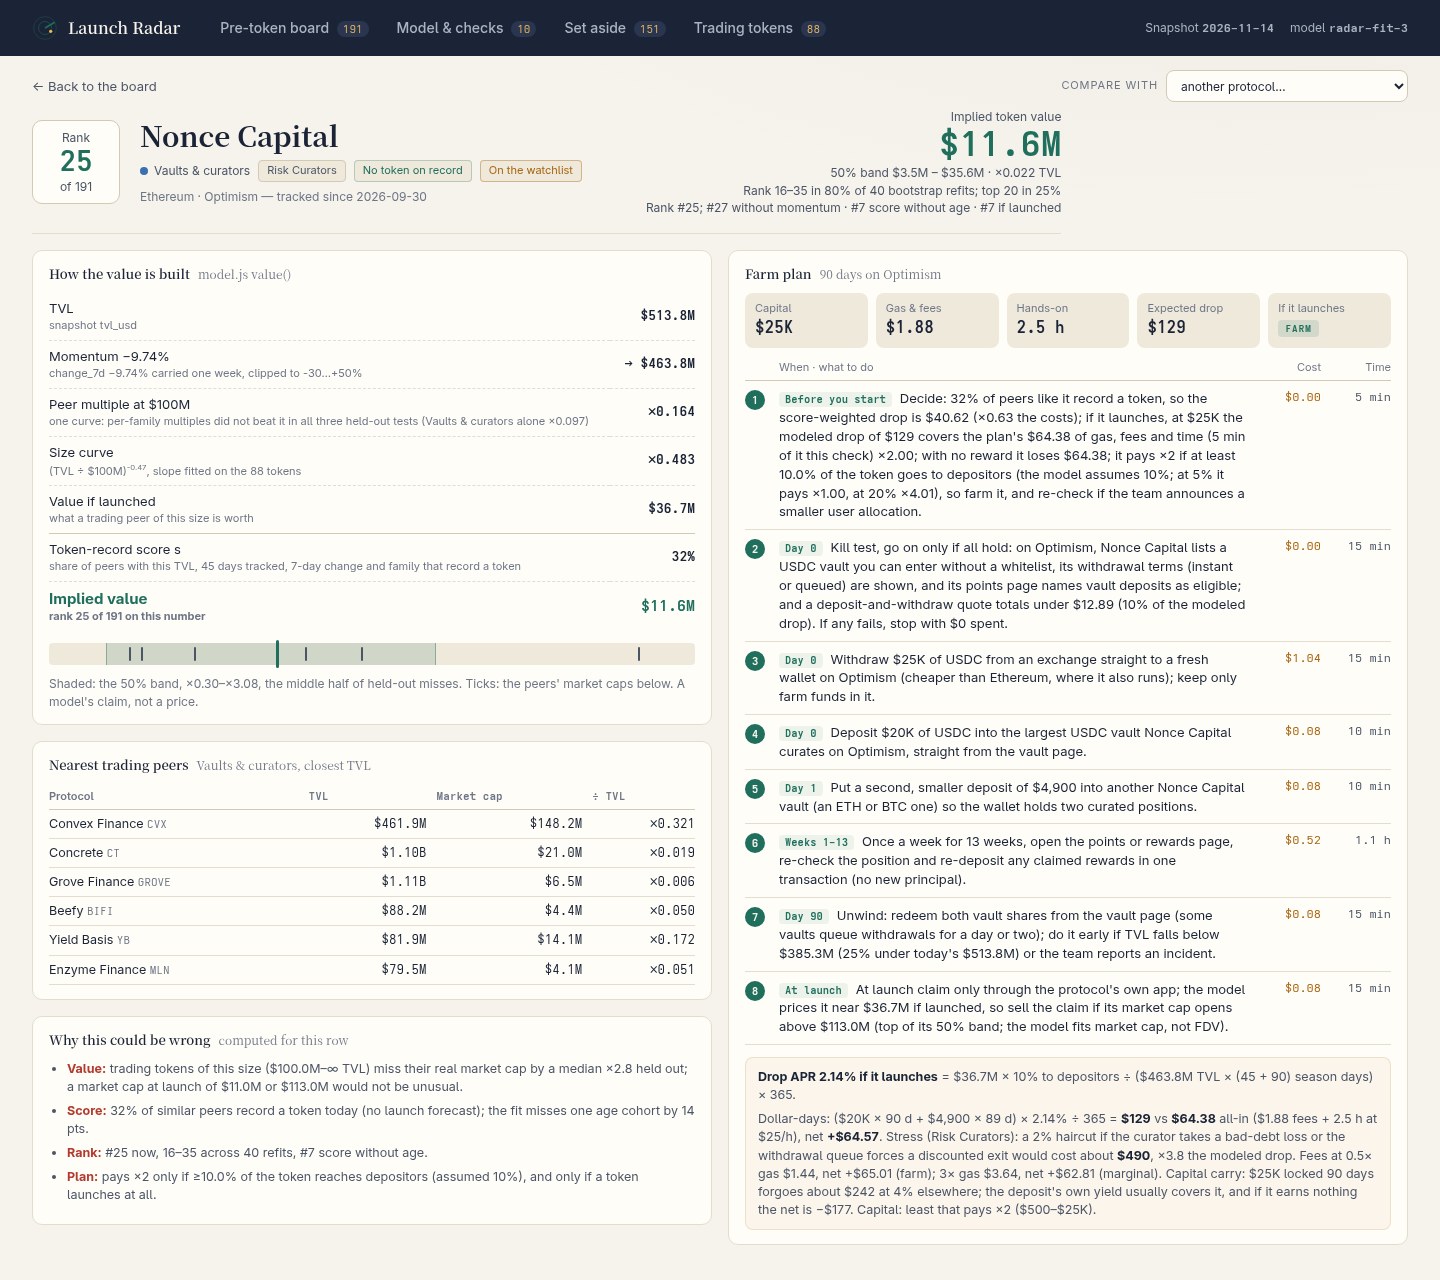 Launch Radar
Pre-token board 191
Model & checks 10
Set aside 151
Trading tokens 88
Snapshot 2026-11-14 model radar-fit-3
← Back to the board
COMPARE WITH another protocol…
Rank
25
of 191
Nonce Capital
Vaults & curators Risk Curators No token on record On the watchlist
Ethereum · Optimism — tracked since 2026-09-30
Implied token value
$11.6M
50% band $3.5M – $35.6M · ×0.022 TVL
Rank 16–35 in 80% of 40 bootstrap refits; top 20 in 25%
Rank #25; #27 without momentum · #7 score without age · #7 if launched
How the value is built model.js value()
TVL
snapshot tvl_usd
$513.8M
Momentum −9.74%
change_7d −9.74% carried one week, clipped to -30…+50%
→ $463.8M
Peer multiple at $100M
one curve: per-family multiples did not beat it in all three held-out tests (Vaults & curators alone ×0.097)
×0.164
Size curve
(TVL ÷ $100M)^-0.47, slope fitted on the 88 tokens
×0.483
Value if launched
what a trading peer of this size is worth
$36.7M
Token-record score s
share of peers with this TVL, 45 days tracked, 7-day change and family that record a token
32%
Implied value
rank 25 of 191 on this number
$11.6M
Shaded: the 50% band, ×0.30–×3.08, the middle half of held-out misses. Ticks: the peers' market caps below. A
model's claim, not a price.
Nearest trading peers Vaults & curators, closest TVL
Protocol TVL Market cap ÷ TVL
Convex Finance CVX $461.9M $148.2M ×0.321
Concrete CT $1.10B $21.0M ×0.019
Grove Finance GROVE $1.11B $6.5M ×0.006
Beefy BIFI $88.2M $4.4M ×0.050
Yield Basis YB $81.9M $14.1M ×0.172
Enzyme Finance MLN $79.5M $4.1M ×0.051
Why this could be wrong computed for this row
• Value: trading tokens of this size ($100.0M–∞ TVL) miss their real market cap by a median ×2.8 held out;
a market cap at launch of $11.0M or $113.0M would not be unusual.
• Score: 32% of similar peers record a token today (no launch forecast); the fit misses one age cohort by 14
pts.
• Rank: #25 now, 16–35 across 40 refits, #7 score without age.
• Plan: pays ×2 only if ≥10.0% of the token reaches depositors (assumed 10%), and only if a token
launches at all.
Farm plan 90 days on Optimism
Capital
$25K
Gas & fees
$1.88
Hands-on
2.5 h
Expected drop
$129
If it launches
FARM
When · what to do Cost Time
1 Before you start Decide: 32% of peers like it record a token, so the $0.00 5 min
score-weighted drop is $40.62 (×0.63 the costs); if it launches, at $25K the
modeled drop of $129 covers the plan's $64.38 of gas, fees and time (5 min
of it this check) ×2.00; with no reward it loses $64.38; it pays ×2 if at least
10.0% of the token goes to depositors (the model assumes 10%; at 5% it
pays ×1.00, at 20% ×4.01), so farm it, and re-check if the team announces a
smaller user allocation.
2 Day 0 Kill test, go on only if all hold: on Optimism, Nonce Capital lists a $0.00 15 min
USDC vault you can enter without a whitelist, its withdrawal terms (instant
or queued) are shown, and its points page names vault deposits as eligible;
and a deposit-and-withdraw quote totals under $12.89 (10% of the modeled
drop). If any fails, stop with $0 spent.
3 Day 0 Withdraw $25K of USDC from an exchange straight to a fresh $1.04 15 min
wallet on Optimism (cheaper than Ethereum, where it also runs); keep only
farm funds in it.
4 Day 0 Deposit $20K of USDC into the largest USDC vault Nonce Capital $0.08 10 min
curates on Optimism, straight from the vault page.
5 Day 1 Put a second, smaller deposit of $4,900 into another Nonce Capital $0.08 10 min
vault (an ETH or BTC one) so the wallet holds two curated positions.
6 Weeks 1–13 Once a week for 13 weeks, open the points or rewards page, $0.52 1.1 h
re-check the position and re-deposit any claimed rewards in one
transaction (no new principal).
7 Day 90 Unwind: redeem both vault shares from the vault page (some $0.08 15 min
vaults queue withdrawals for a day or two); do it early if TVL falls below
$385.3M (25% under today's $513.8M) or the team reports an incident.
8 At launch At launch claim only through the protocol's own app; the model $0.08 15 min
prices it near $36.7M if launched, so sell the claim if its market cap opens
above $113.0M (top of its 50% band; the model fits market cap, not FDV).
Drop APR 2.14% if it launches = $36.7M × 10% to depositors ÷ ($463.8M TVL × (45 + 90) season days)
× 365.
Dollar-days: ($20K × 90 d + $4,900 × 89 d) × 2.14% ÷ 365 = $129 vs $64.38 all-in ($1.88 fees + 2.5 h at
$25/h), net +$64.57. Stress (Risk Curators): a 2% haircut if the curator takes a bad-debt loss or the
withdrawal queue forces a discounted exit would cost about $490, ×3.8 the modeled drop. Fees at 0.5×
gas $1.44, net +$65.01 (farm); 3× gas $3.64, net +$62.81 (marginal). Capital carry: $25K locked 90 days
forgoes about $242 at 4% elsewhere; the deposit's own yield usually covers it, and if it earns nothing
the net is −$177. Capital: least that pays ×2 ($500–$25K).